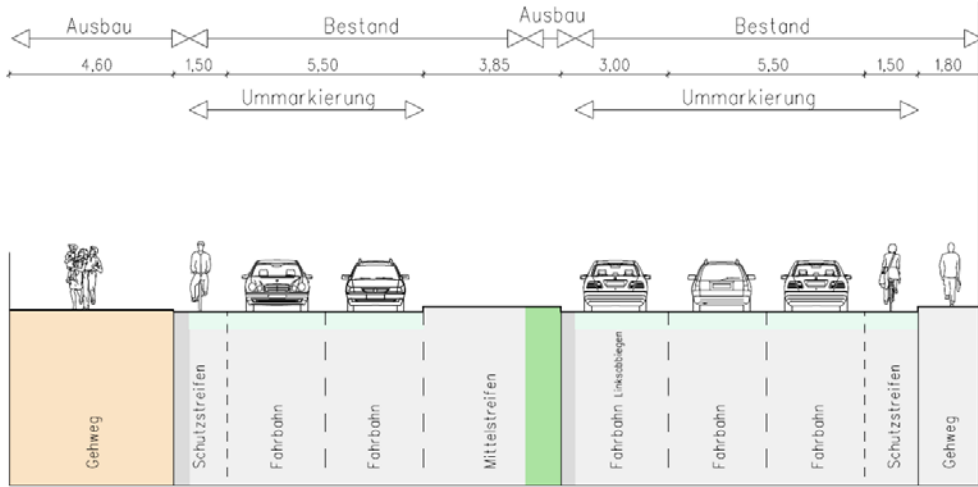 Ausbau
Bestand
Ausbau
Bestand
4,60
1,50
5,50
3,85
3,00
5,50
1,50
1,80
Ummarkierung
Ummarkierung
Gehweg
Schutzstreifen
Fahrbahn
Fahrbahn
Mittelstreifen
Fahrbahn Linksabbiegen
Fahrbahn
Fahrbahn
Schutzstreifen
Gehweg